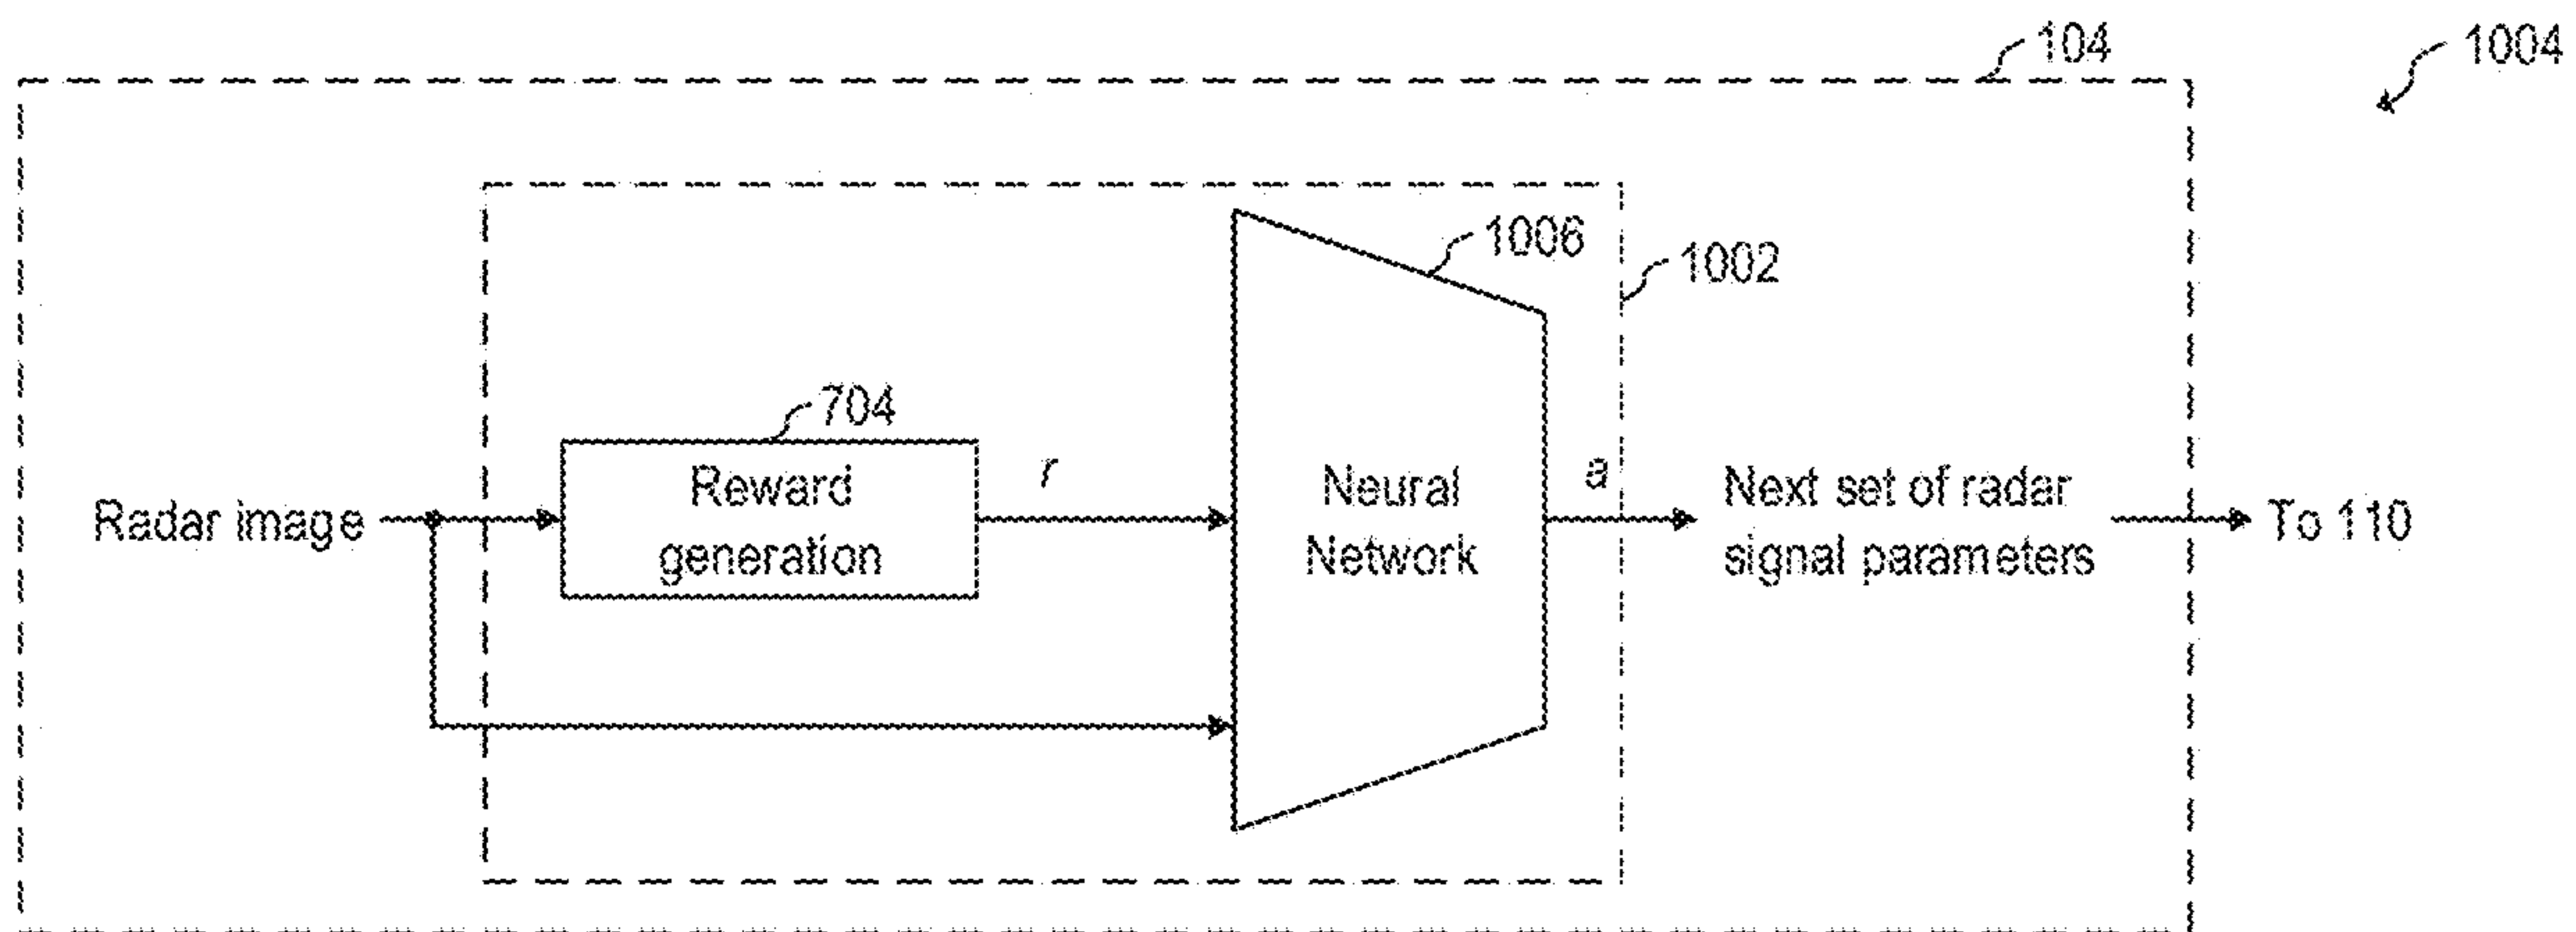 104
1004
1006
1002
704
Reward
generation
r
Neural
Network
a
Radar image
Next set of radar
signal parameters
To 110